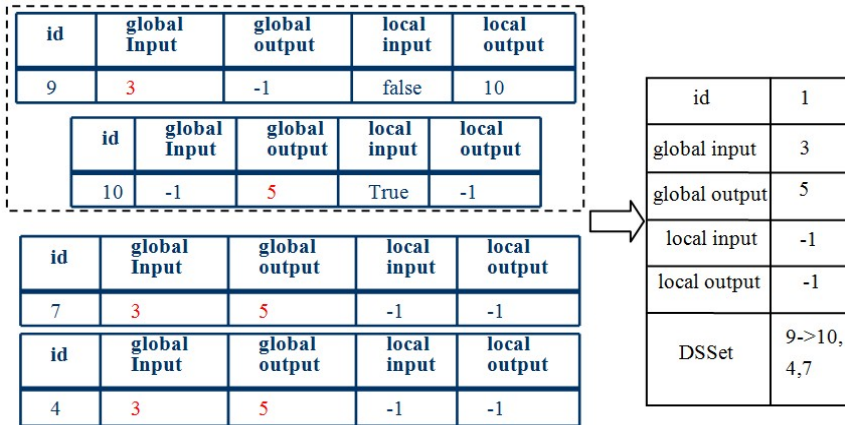 id global Input global output local input local output
9 3 -1 false 10
id global Input global output local input local output
10 -1 5 True -1
id global Input global output local input local output
7 3 5 -1 -1
id global Input global output local input local output
4 3 5 -1 -1
id 1
global input 3
global output 5
local input -1
local output -1
DSSet 9->10,
4,7